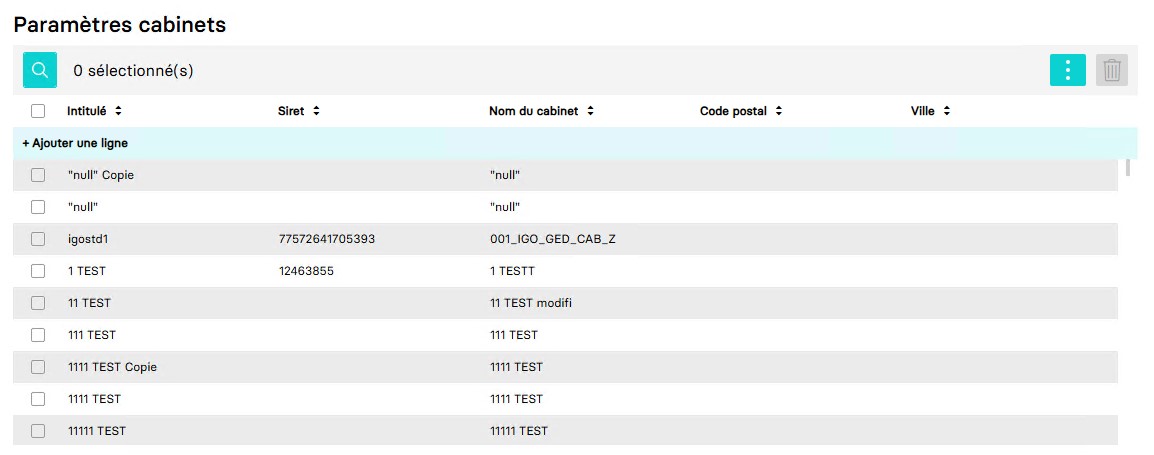 Paramètres cabinets
0 sélectionné(s)
Intitulé Siret Nom du cabinet Code postal Ville
+ Ajouter une ligne
"null" Copie "null"
"null" "null"
igostd1 77572641705393 001_IGO_GED_CAB_Z
1 TEST 12463855 1 TESTT
11 TEST 11 TEST modifi
111 TEST 111 TEST
1111 TEST Copie 1111 TEST
1111 TEST 1111 TEST
11111 TEST 11111 TEST